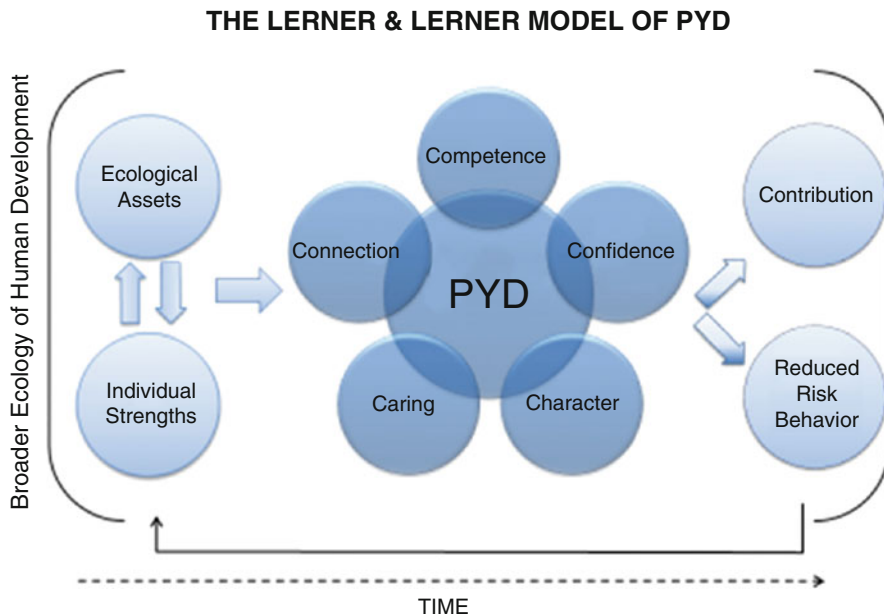 THE LERNER & LERNER MODEL OF PYD
Broader Ecology of Human Development
Ecological
Assets
Individual
Strengths
Competence
Connection
Confidence
PYD
Caring
Character
Contribution
Reduced
Risk
Behavior
TIME